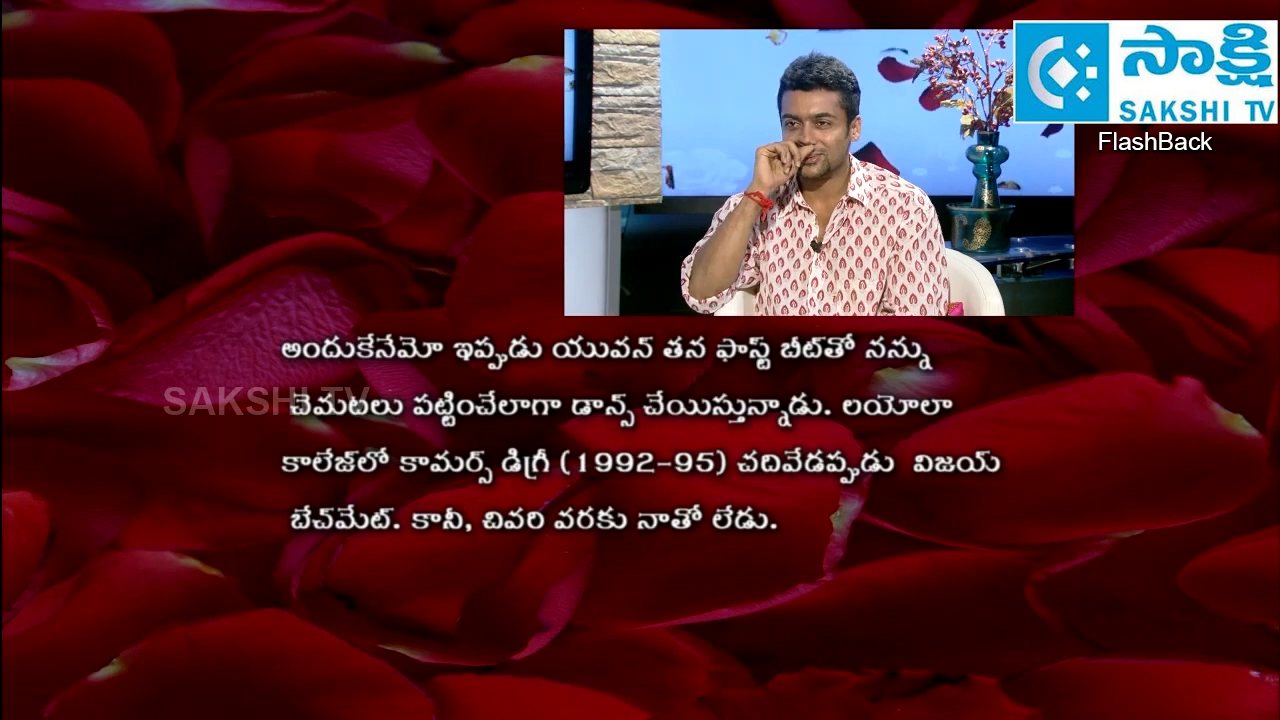 సాక్షి
SAKSHI TV
FlashBack
అందుకేనేమో ఇప్పుడు యువన్ తన ఫాస్ట్ బీట్‌తో నన్ను
SAKSHI TV
చెమటలు పట్టించేలాగా డాన్స్ చేయిస్తున్నాడు. లయోలా
కాలేజ్‌లో కామర్స్ డిగ్రీ (1992-95) చదివేడప్పుడు విజయ్
బేచ్‌మేట్. కానీ, చివరి వరకు నాతో లేడు.